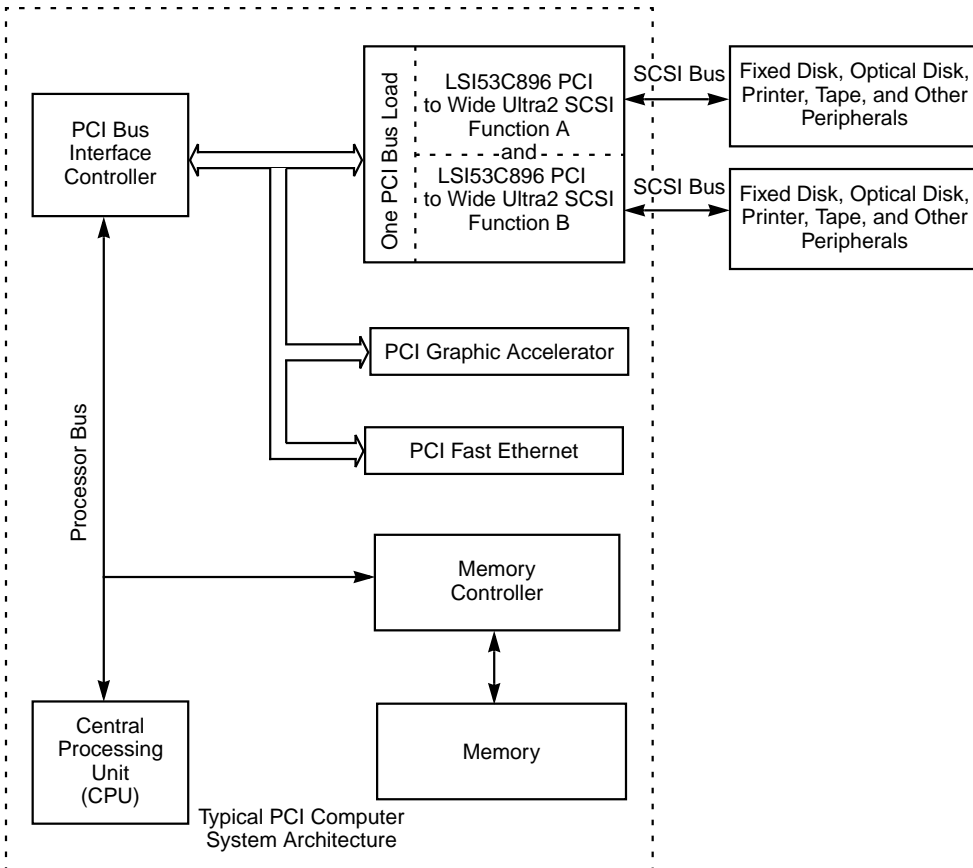 PCI Bus
Interface
Controller
One PCI Bus Load
LSI53C896 PCI
to Wide Ultra2 SCSI
Function A
and
LSI53C896 PCI
to Wide Ultra2 SCSI
Function B
SCSI Bus
Fixed Disk, Optical Disk,
Printer, Tape, and Other
Peripherals
SCSI Bus
Fixed Disk, Optical Disk,
Printer, Tape, and Other
Peripherals
PCI Graphic Accelerator
PCI Fast Ethernet
Processor Bus
Memory
Controller
Memory
Central
Processing
Unit
(CPU)
Typical PCI Computer
System Architecture